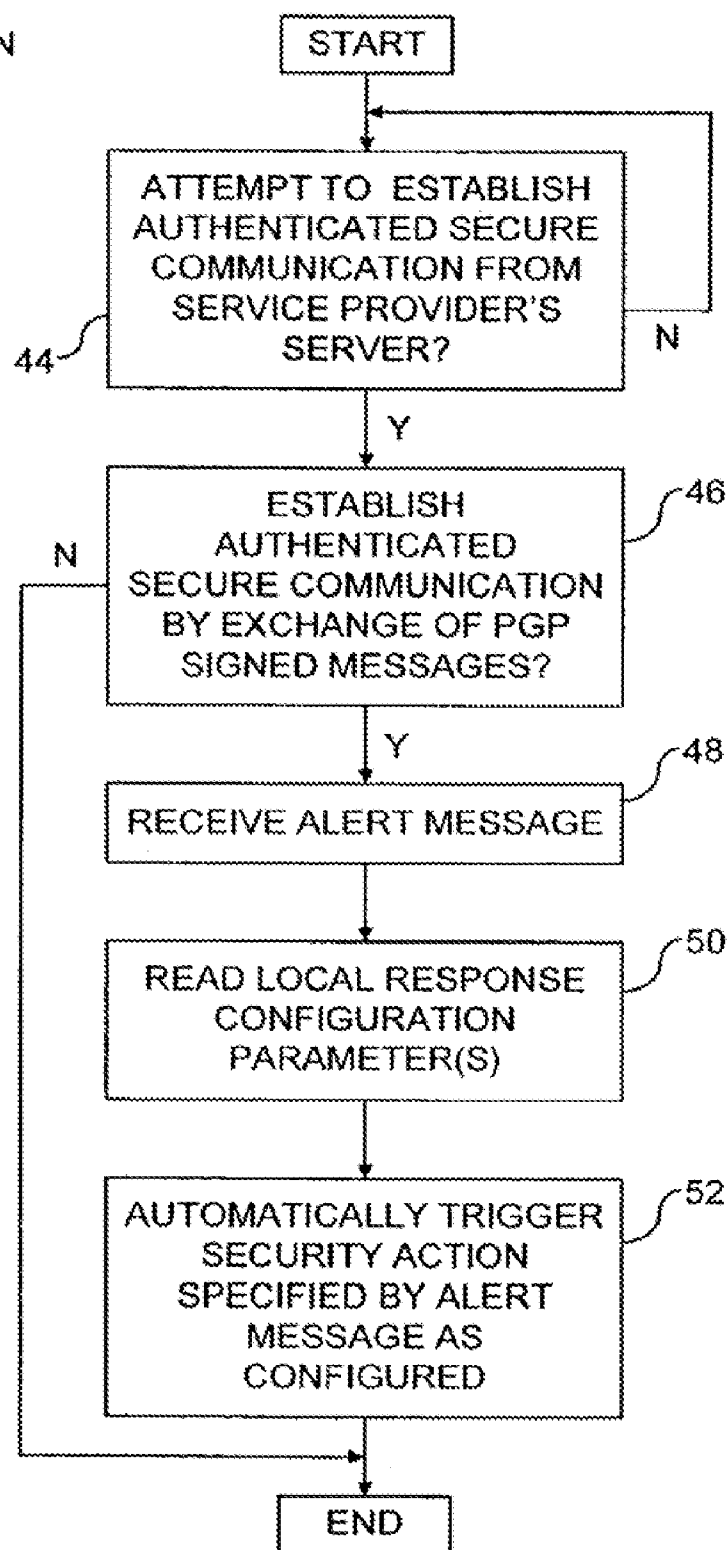 N
START
ATTEMPT TO ESTABLISH
AUTHENTICATED SECURE
COMMUNICATION FROM
SERVICE PROVIDER'S
SERVER?
44
N
Y
ESTABLISH
AUTHENTICATED
SECURE COMMUNICATION
BY EXCHANGE OF PGP
SIGNED MESSAGES?
46
N
Y
48
RECEIVE ALERT MESSAGE
50
READ LOCAL RESPONSE
CONFIGURATION
PARAMETER(S)
52
AUTOMATICALLY TRIGGER
SECURITY ACTION
SPECIFIED BY ALERT
MESSAGE AS
CONFIGURED
END